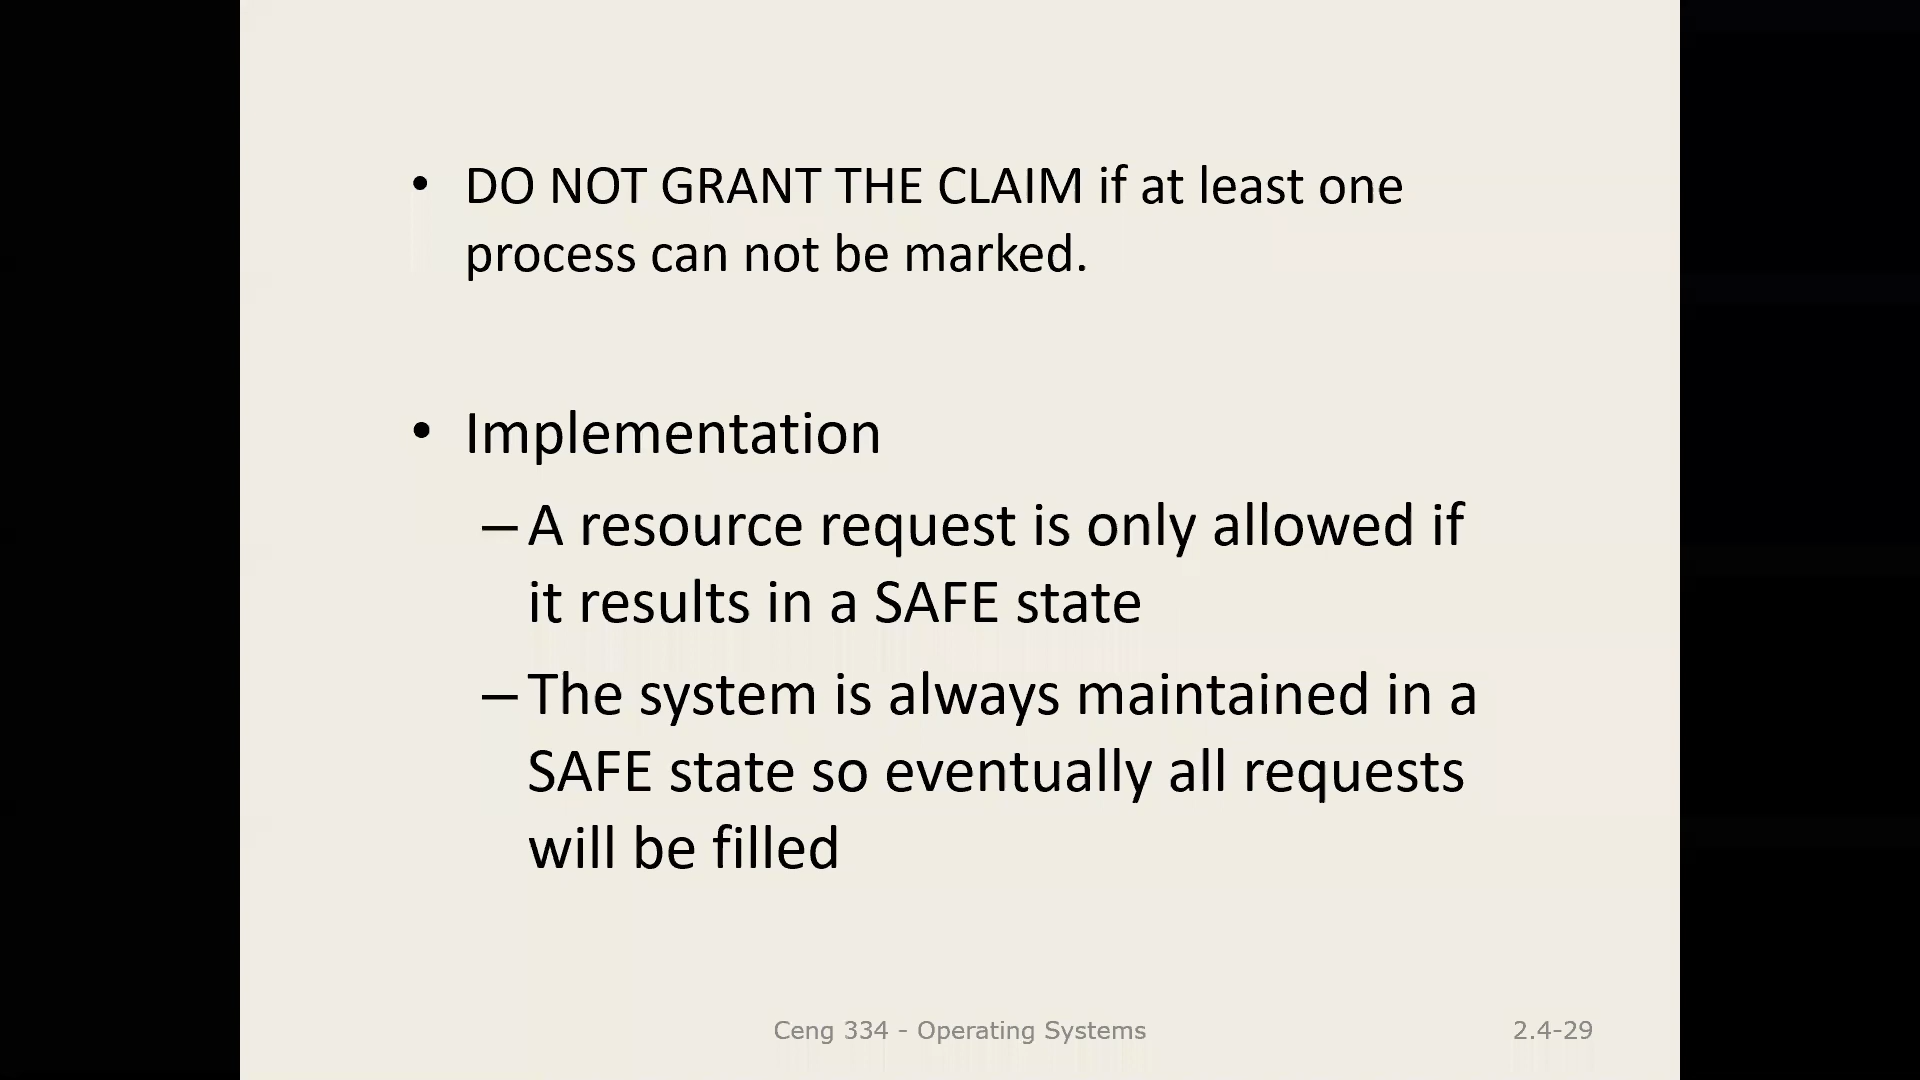 • DO NOT GRANT THE CLAIM if at least one
process can not be marked.
• Implementation
– A resource request is only allowed if
it results in a SAFE state
– The system is always maintained in a
SAFE state so eventually all requests
will be filled
Ceng 334 - Operating Systems
2.4-29